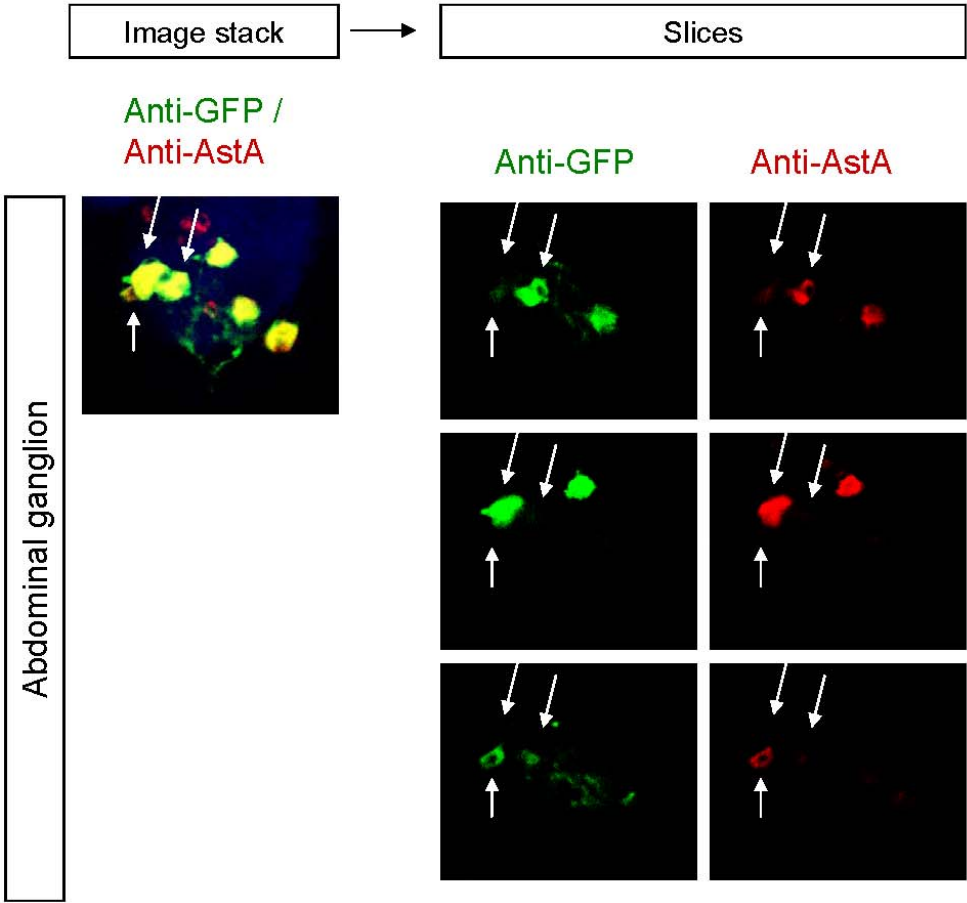 Image stack
Slices
Anti-GFP /
Anti-AstA
Anti-GFP
Anti-AstA
Abdominal ganglion